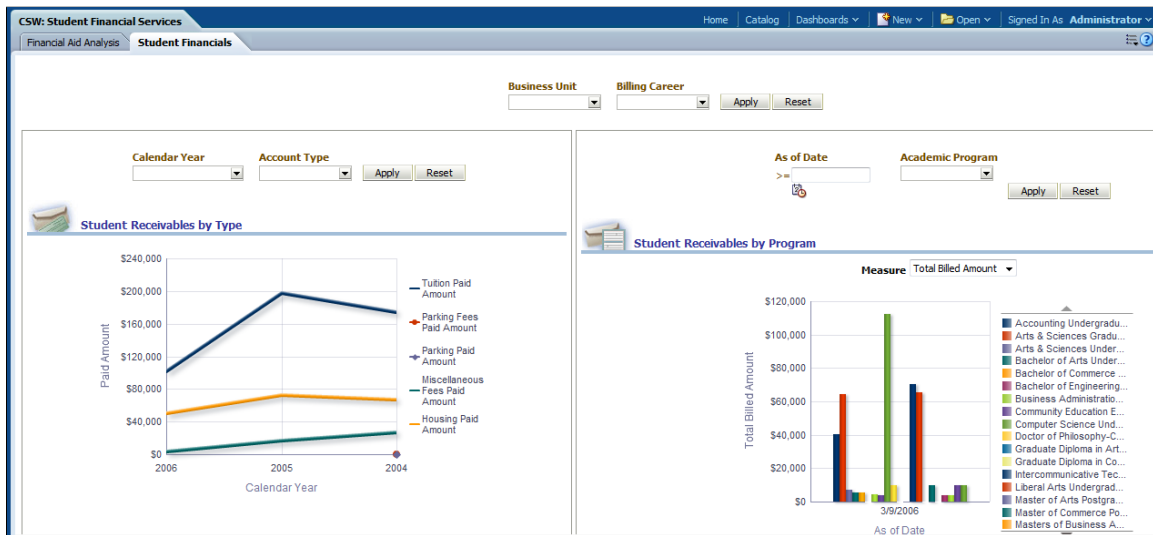 CSW: Student Financial Services
Home Catalog Dashboards New Open Signed In As Administrator
Financial Aid Analysis Student Financials
Business Unit Billing Career
Apply Reset
Calendar Year Account Type
Apply Reset
Student Receivables by Type
$240,000
$200,000
$160,000
$120,000
$80,000
$40,000
$0
Paid Amount
2006 2005 2004
Calendar Year
Tuition Paid
Amount
Parking Fees
Paid Amount
Parking Paid
Amount
Miscellaneous
Fees Paid
Amount
Housing Paid
Amount
As of Date Academic Program
>=
Apply Reset
Student Receivables by Program
Measure Total Billed Amount
$120,000
$100,000
$80,000
$60,000
$40,000
$20,000
$0
Total Billed Amount
3/9/2006
As of Date
Accounting Undergradu...
Arts & Sciences Gradu...
Arts & Sciences Under...
Bachelor of Arts Under...
Bachelor of Commerce ...
Bachelor of Engineering...
Business Administratio...
Community Education E...
Computer Science Und...
Doctor of Philosophy-C...
Graduate Diploma in Art...
Graduate Diploma in Co...
Intercommunicative Tec...
Liberal Arts Undergrad...
Master of Arts Postgra...
Master of Commerce Po...
Masters of Business A...